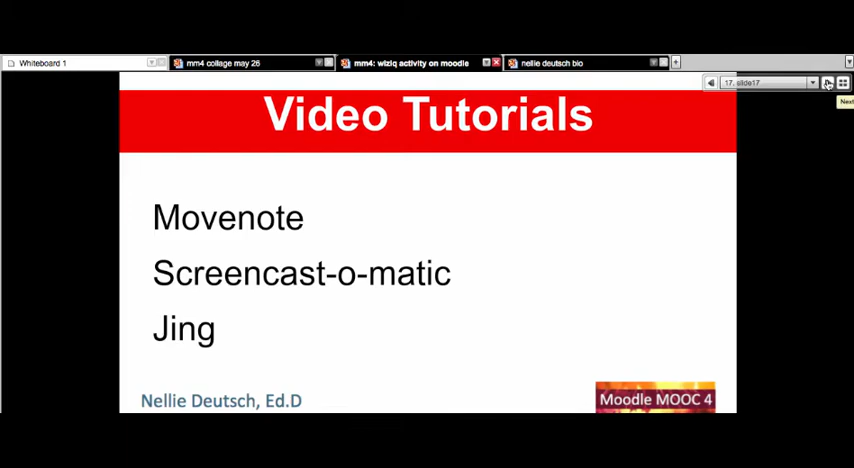 Whiteboard 1
mm4 collage may 26
mm4: wiziq activity on moodle
nellie deutsch bio
17. slide17
Next
Video Tutorials
Movenote
Screencast-o-matic
Jing
Nellie Deutsch, Ed.D
Moodle MOOC 4